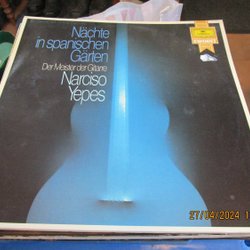 Nächte
in spanischen
Gärten
Der Meister der Gitarre
Narciso
Yepes
27/04/2024